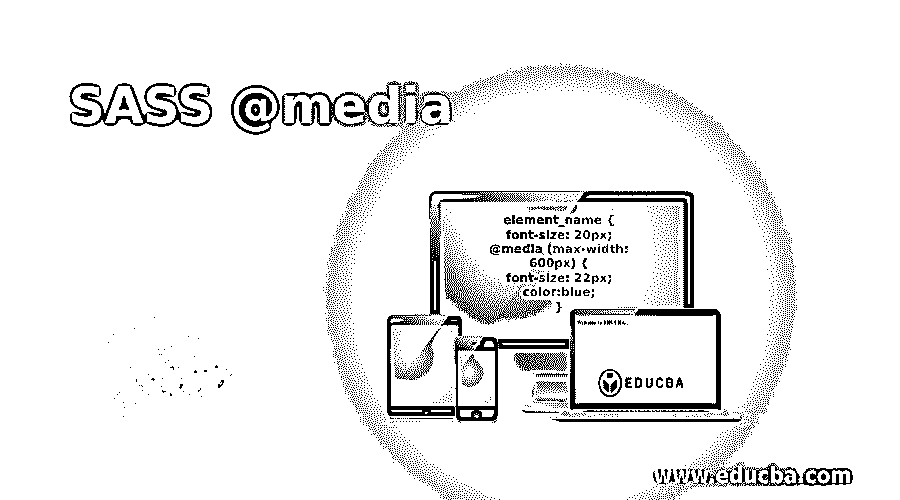 SASS @media
element_name {
font-size: 20px;
@media (max-width:
600px) {
font-size: 22px;
color:blue;
}
EDUCBA
www.educba.com